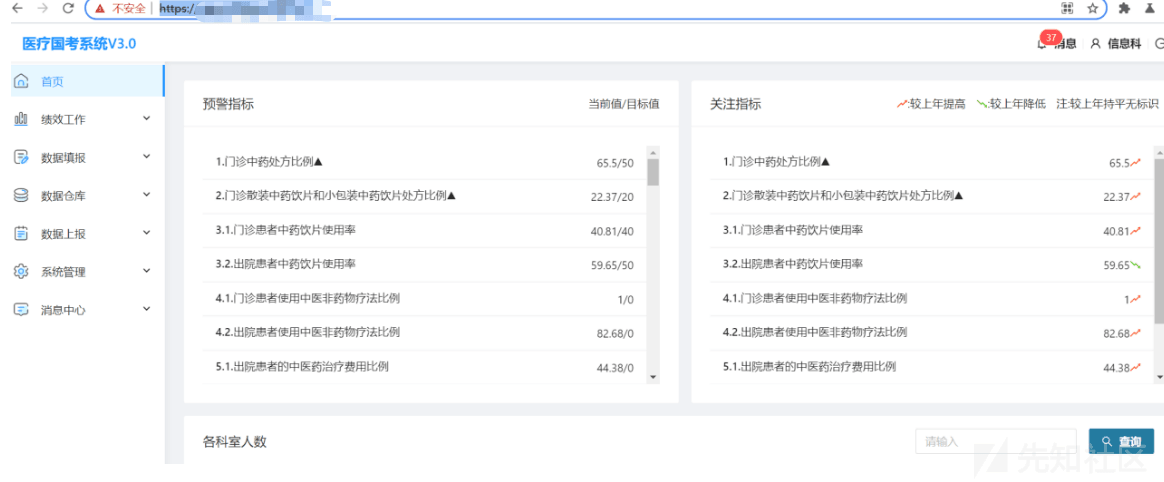 不安全 https:/
医疗国考系统V3.0
37 消息 信息科
首页
绩效工作
数据填报
数据仓库
数据上报
系统管理
消息中心
预警指标 当前值/目标值
1.门诊中药处方比例▲ 65.5/50
2.门诊散装中药饮片和小包装中药饮片处方比例▲ 22.37/20
3.1.门诊患者中药饮片使用率 40.81/40
3.2.出院患者中药饮片使用率 59.65/50
4.1.门诊患者使用中医非药物疗法比例 1/0
4.2.出院患者使用中医非药物疗法比例 82.68/0
5.1.出院患者的中医药治疗费用比例 44.38/0
关注指标 :较上年提高 :较上年降低 注:较上年持平无标识
1.门诊中药处方比例▲ 65.5
2.门诊散装中药饮片和小包装中药饮片处方比例▲ 22.37
3.1.门诊患者中药饮片使用率 40.81
3.2.出院患者中药饮片使用率 59.65
4.1.门诊患者使用中医非药物疗法比例 1
4.2.出院患者使用中医非药物疗法比例 82.68
5.1.出院患者的中医药治疗费用比例 44.38
各科室人数 请输入 查询
先知社区